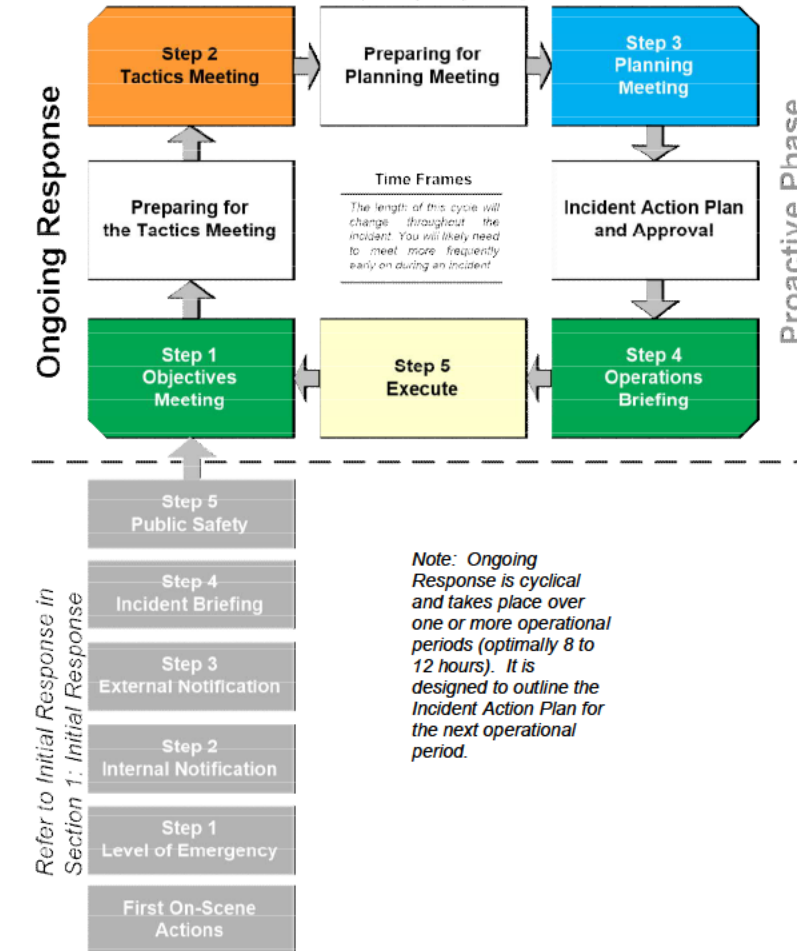 Ongoing Response
Step 2
Tactics Meeting
Preparing for
Planning Meeting
Step 3
Planning
Meeting
Preparing for
the Tactics Meeting
Time Frames
The length of this cycle will
change throughout the
incident. You will likely need
to meet more frequently
early on during an incident
Incident Action Plan
and Approval
Proactive Phase
Step 1
Objectives
Meeting
Step 5
Execute
Step 4
Operations
Briefing
Refer to Initial Response in
Section 1: Initial Response
Step 5
Public Safety
Step 4
Incident Briefing
Step 3
External Notification
Step 2
Internal Notification
Step 1
Level of Emergency
First On-Scene
Actions
Note: Ongoing
Response is cyclical
and takes place over
one or more operational
periods (optimally 8 to
12 hours). It is
designed to outline the
Incident Action Plan for
the next operational
period.